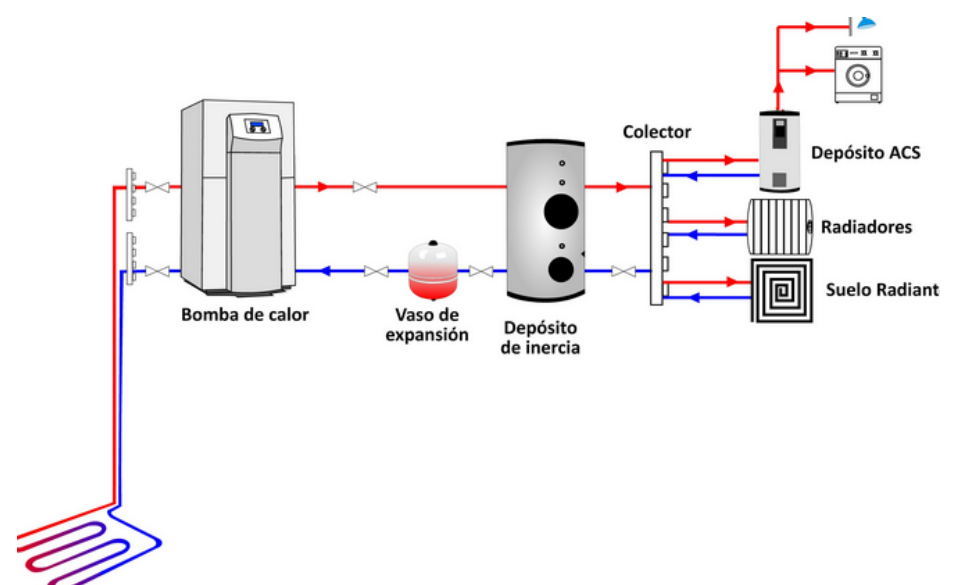 Colector
Depósito ACS
Radiadores
Suelo Radiant
Bomba de calor
Vaso de
expansión
Depósito
de inercia